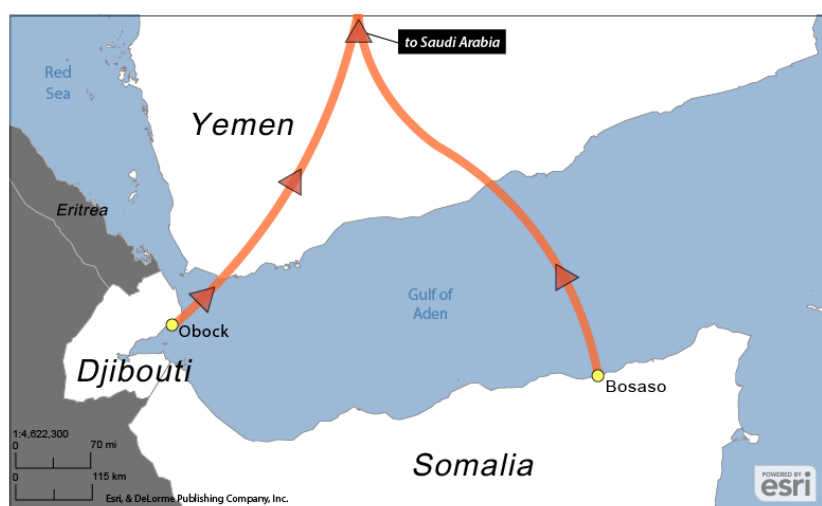 to Saudi Arabia
Red
Sea
Yemen
Eritrea
Gulf of
Aden
Obock
Djibouti
Bosaso
Somalia
1:4,622,300
0 70 mi
0 115 km
Esri, & DeLorme Publishing Company, Inc.
POWERED BY
esri